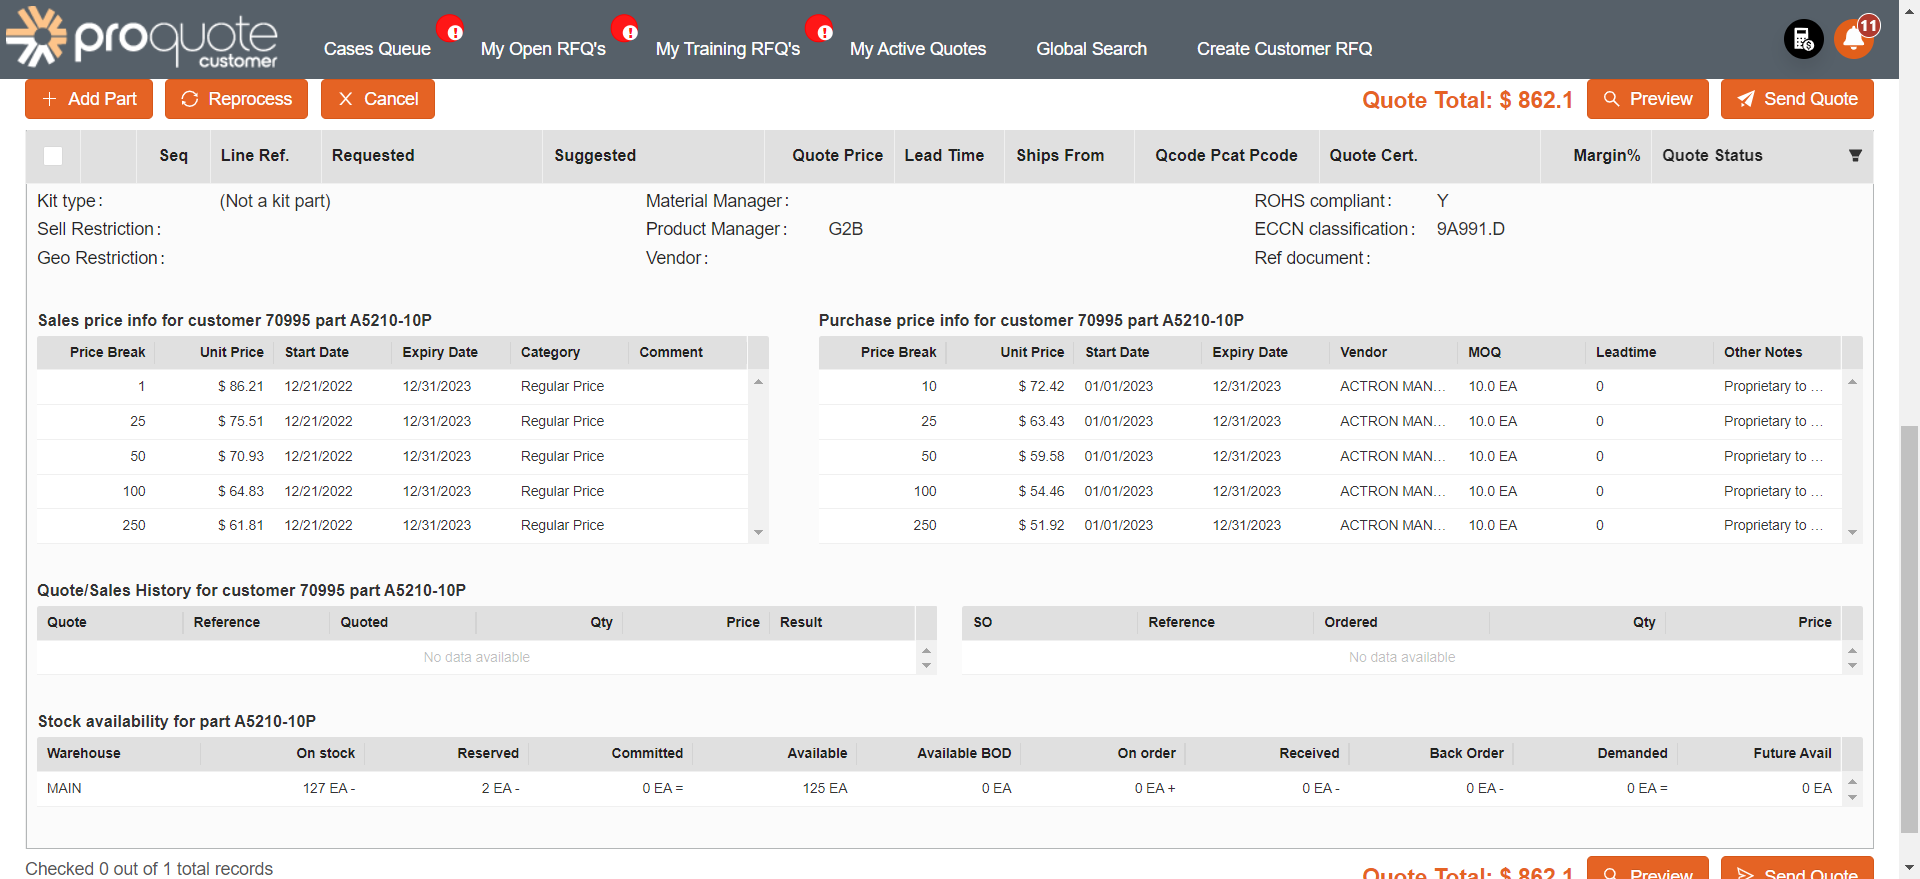 proquote
customer
Cases Queue My Open RFQ's My Training RFQ's My Active Quotes Global Search Create Customer RFQ 11
Add Part Reprocess Cancel Quote Total: $ 862.1 Preview Send Quote
Seq Line Ref. Requested Suggested Quote Price Lead Time Ships From Qcode Pcat Pcode Quote Cert. Margin% Quote Status
Kit type: (Not a kit part) Material Manager: ROHS compliant: Y
Sell Restriction: Product Manager: G2B ECCN classification: 9A991.D
Geo Restriction: Vendor: Ref document:
Sales price info for customer 70995 part A5210-10P Purchase price info for customer 70995 part A5210-10P
Price Break Unit Price Start Date Expiry Date Category Comment Price Break Unit Price Start Date Expiry Date Vendor MOQ Leadtime Other Notes
1 $ 86.21 12/21/2022 12/31/2023 Regular Price 10 $ 72.42 01/01/2023 12/31/2023 ACTRON MAN... 10.0 EA 0 Proprietary to ...
25 $ 75.51 12/21/2022 12/31/2023 Regular Price 25 $ 63.43 01/01/2023 12/31/2023 ACTRON MAN... 10.0 EA 0 Proprietary to ...
50 $ 70.93 12/21/2022 12/31/2023 Regular Price 50 $ 59.58 01/01/2023 12/31/2023 ACTRON MAN... 10.0 EA 0 Proprietary to ...
100 $ 64.83 12/21/2022 12/31/2023 Regular Price 100 $ 54.46 01/01/2023 12/31/2023 ACTRON MAN... 10.0 EA 0 Proprietary to ...
250 $ 61.81 12/21/2022 12/31/2023 Regular Price 250 $ 51.92 01/01/2023 12/31/2023 ACTRON MAN... 10.0 EA 0 Proprietary to ...
Quote/Sales History for customer 70995 part A5210-10P
Quote Reference Quoted Qty Price Result SO Reference Ordered Qty Price
No data available No data available
Stock availability for part A5210-10P
Warehouse On stock Reserved Committed Available Available BOD On order Received Back Order Demanded Future Avail
MAIN 127 EA - 2 EA - 0 EA = 125 EA 0 EA 0 EA + 0 EA - 0 EA - 0 EA = 0 EA
Checked 0 out of 1 total records Quote Total: $ 862.1 Preview Send Quote